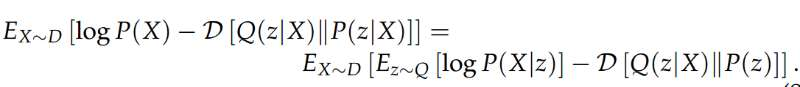 E_{X∼D} [log P(X) − 𝒟 [Q(z|X)∥P(z|X)]] =
E_{X∼D} [E_{z∼Q} [log P(X|z)] − 𝒟 [Q(z|X)∥P(z)]] .